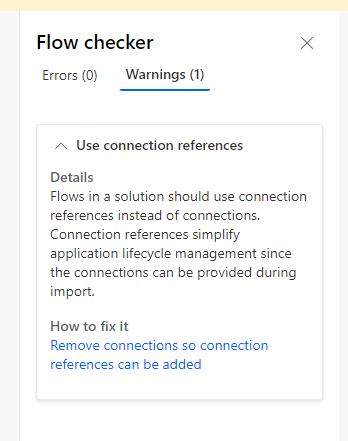 Flow checker
Errors (0)
Warnings (1)
Use connection references
Details
Flows in a solution should use connection
references instead of connections.
Connection references simplify
application lifecycle management since
the connections can be provided during
import.
How to fix it
Remove connections so connection
references can be added